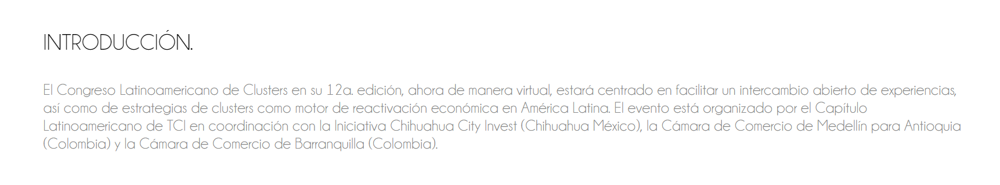 INTRODUCCIÓN.
El Congreso Latinoamericano de Clusters en su 12a. edición, ahora de manera virtual, estará centrado en facilitar un intercambio abierto de experiencias,
así como de estrategias de clusters como motor de reactivación económica en América Latina. El evento está organizado por el Capítulo
Latinoamericano de TCI en coordinación con la Iniciativa Chihuahua City Invest (Chihuahua México), la Cámara de Comercio de Medellín para Antioquia
(Colombia) y la Cámara de Comercio de Barranquilla (Colombia).